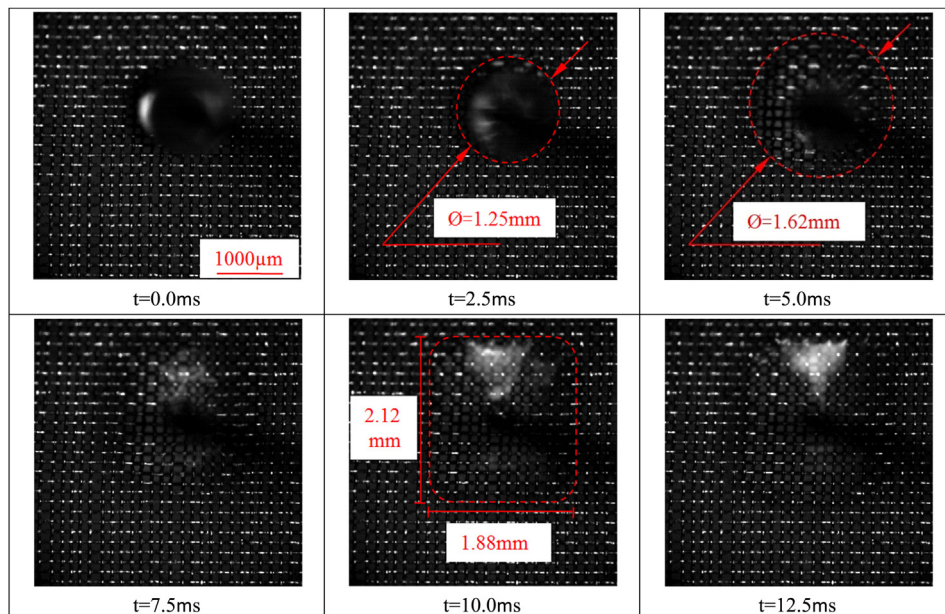 Ø=1.25mm
Ø=1.62mm
1000µm
t=0.0ms
t=2.5ms
t=5.0ms
2.12
mm
1.88mm
t=7.5ms
t=10.0ms
t=12.5ms